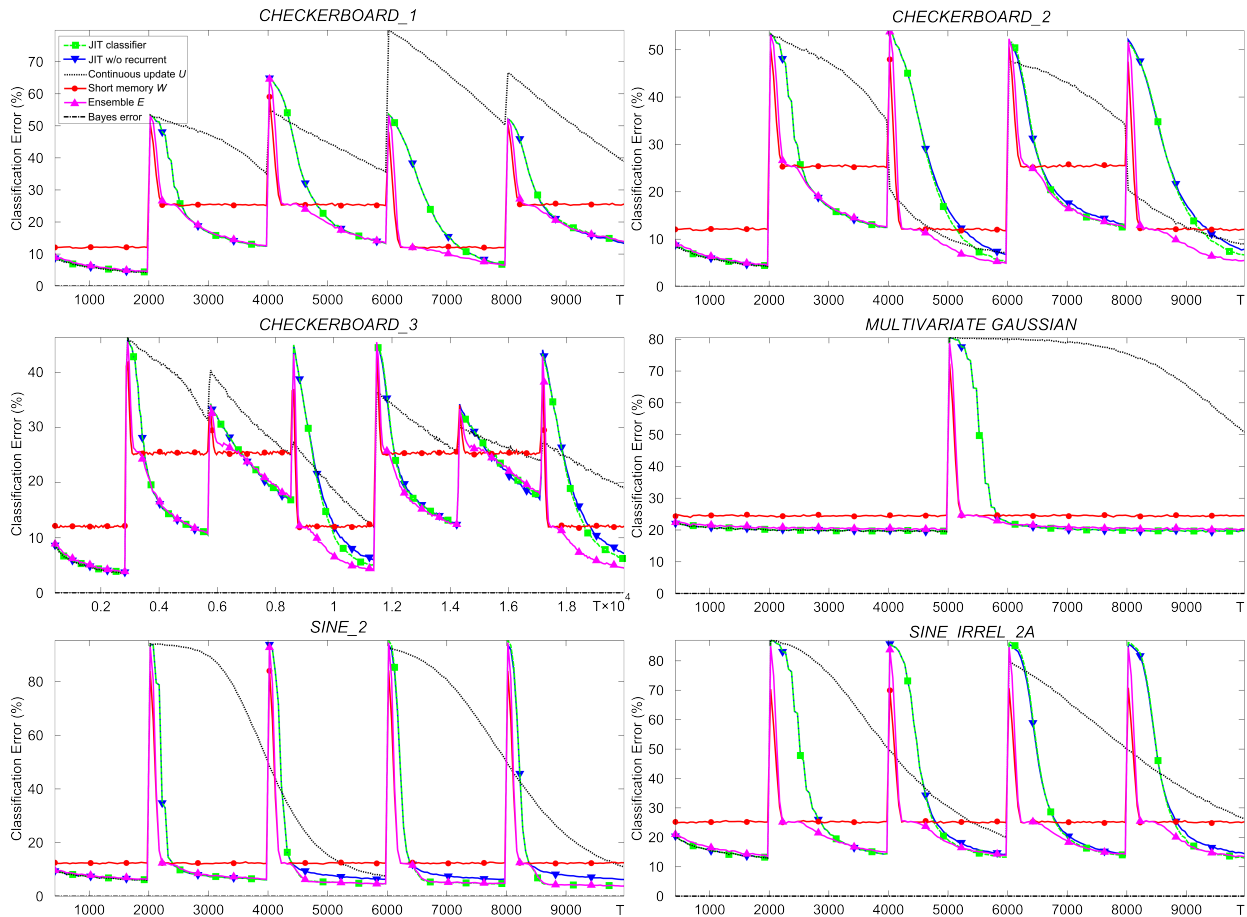 CHECKERBOARD_1
Classification Error (%)
70
60
50
40
30
20
10
0
JIT classifier
JIT w/o recurrent
Continuous update U
Short memory W
Ensemble E
Bayes error
1000 2000 3000 4000 5000 6000 7000 8000 9000 T
CHECKERBOARD_2
Classification Error (%)
50
40
30
20
10
0
1000 2000 3000 4000 5000 6000 7000 8000 9000 T
CHECKERBOARD_3
Classification Error (%)
40
30
20
10
0
0.2 0.4 0.6 0.8 1 1.2 1.4 1.6 1.8 T×10^4
MULTIVARIATE GAUSSIAN
Classification Error (%)
80
70
60
50
40
30
20
10
0
1000 2000 3000 4000 5000 6000 7000 8000 9000 T
SINE_2
Classification Error (%)
80
60
40
20
0
1000 2000 3000 4000 5000 6000 7000 8000 9000 T
SINE_IRREL_2A
Classification Error (%)
80
70
60
50
40
30
20
10
0
1000 2000 3000 4000 5000 6000 7000 8000 9000 T